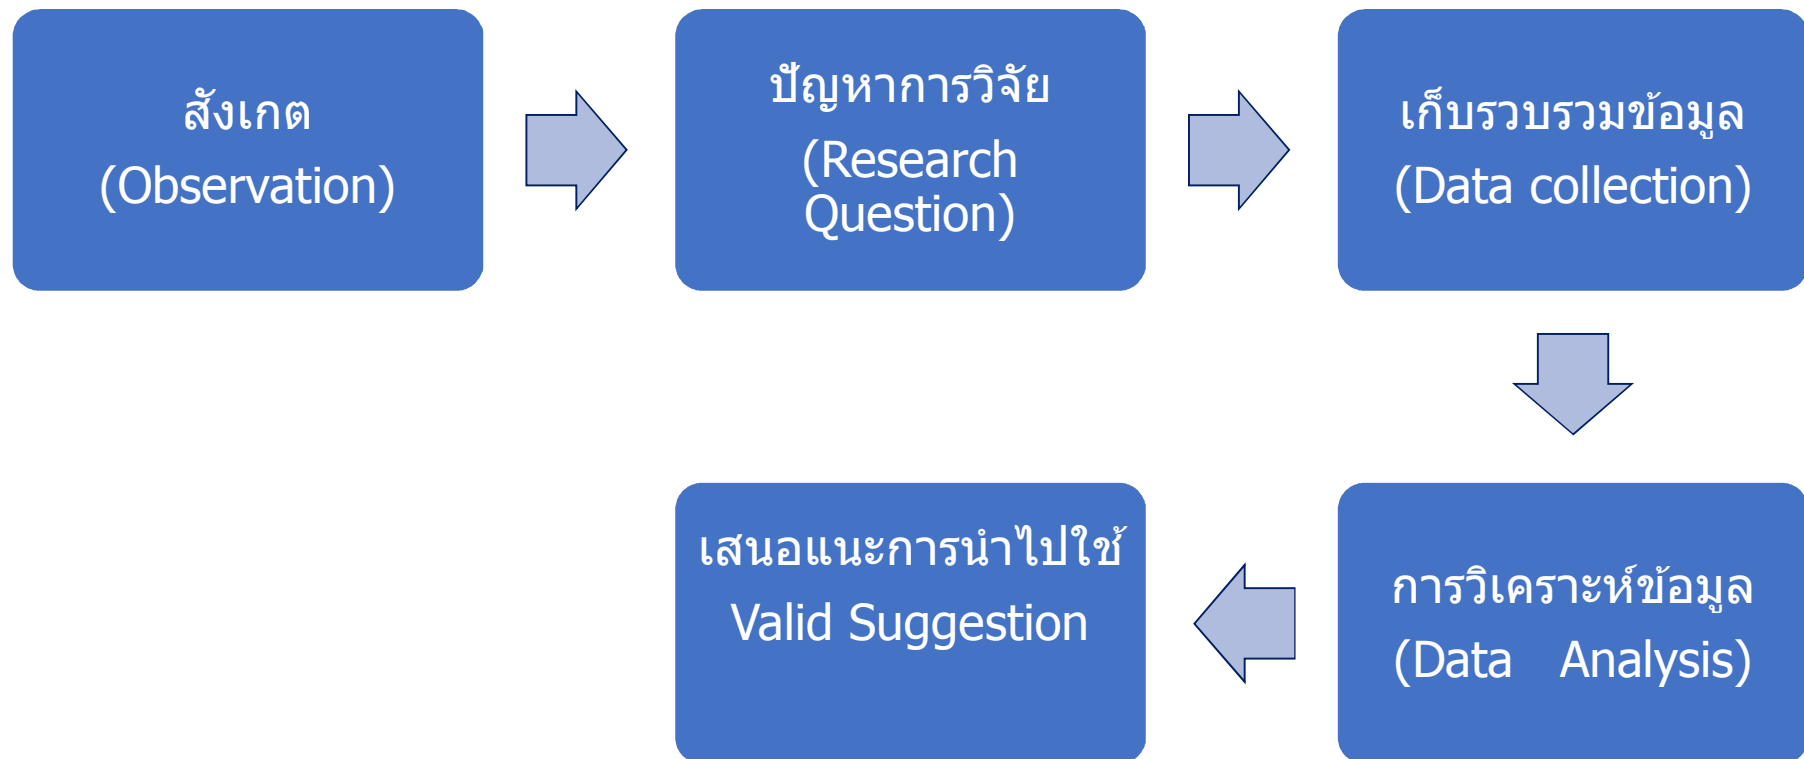 สังเกต
(Observation)
ปัญหาการวิจัย
(Research
Question)
เก็บรวบรวมข้อมูล
(Data collection)
การวิเคราะห์ข้อมูล
(Data Analysis)
เสนอแนะการนำไปใช้
Valid Suggestion